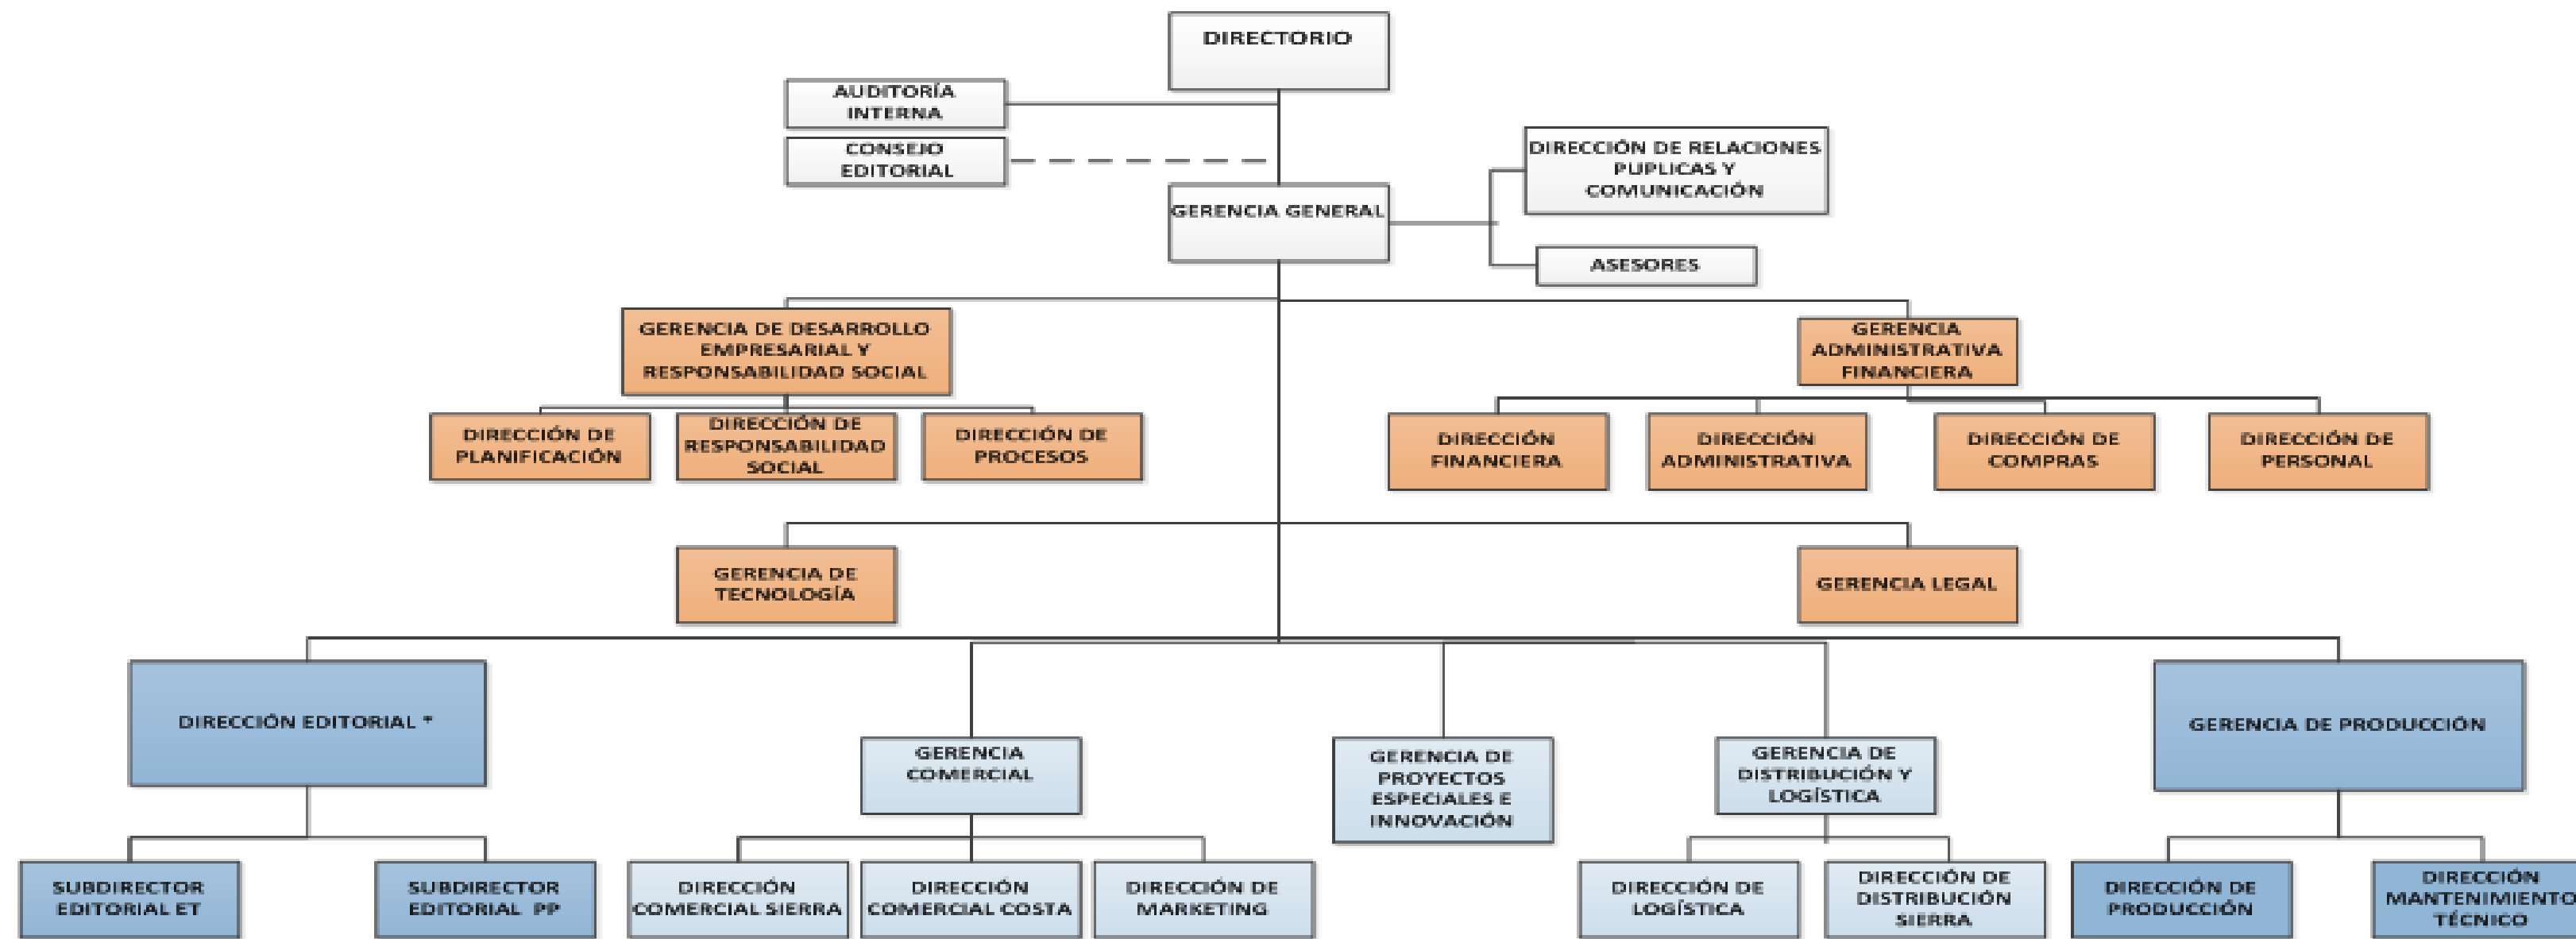 DIRECTORIO
AUDITORÍA
INTERNA
CONSEJO
EDITORIAL
DIRECCIÓN DE RELACIONES
PUPLICAS Y
COMUNICACIÓN
GERENCIA GENERAL
ASESORES
GERENCIA DE DESARROLLO
EMPRESARIAL Y
RESPONSABILIDAD SOCIAL
GERENCIA
ADMINISTRATIVA
FINANCIERA
DIRECCIÓN DE
PLANIFICACIÓN
DIRECCIÓN DE
RESPONSABILIDAD
SOCIAL
DIRECCIÓN DE
PROCESOS
DIRECCIÓN
FINANCIERA
DIRECCIÓN
ADMINISTRATIVA
DIRECCIÓN DE
COMPRAS
DIRECCIÓN DE
PERSONAL
GERENCIA DE
TECNOLOGÍA
GERENCIA LEGAL
DIRECCIÓN EDITORIAL *
GERENCIA
COMERCIAL
GERENCIA DE
PROYECTOS
ESPECIALES E
INNOVACIÓN
GERENCIA DE
DISTRIBUCIÓN Y
LOGÍSTICA
GERENCIA DE PRODUCCIÓN
SUBDIRECTOR
EDITORIAL ET
SUBDIRECTOR
EDITORIAL PP
DIRECCIÓN
COMERCIAL SIERRA
DIRECCIÓN
COMERCIAL COSTA
DIRECCIÓN DE
MARKETING
DIRECCIÓN DE
LOGÍSTICA
DIRECCIÓN DE
DISTRIBUCIÓN
SIERRA
DIRECCIÓN DE
PRODUCCIÓN
DIRECCIÓN
MANTENIMIENTO
TÉCNICO